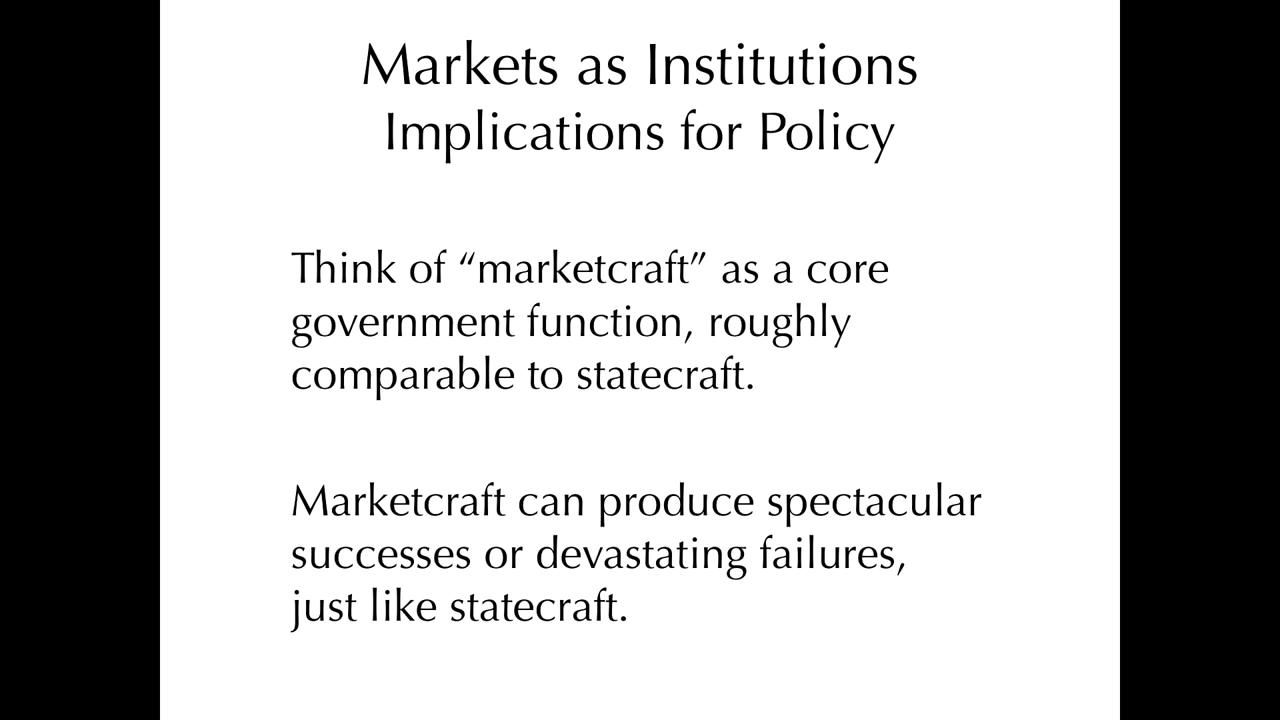 Markets as Institutions
Implications for Policy
Think of “marketcraft” as a core
government function, roughly
comparable to statecraft.
Marketcraft can produce spectacular
successes or devastating failures,
just like statecraft.